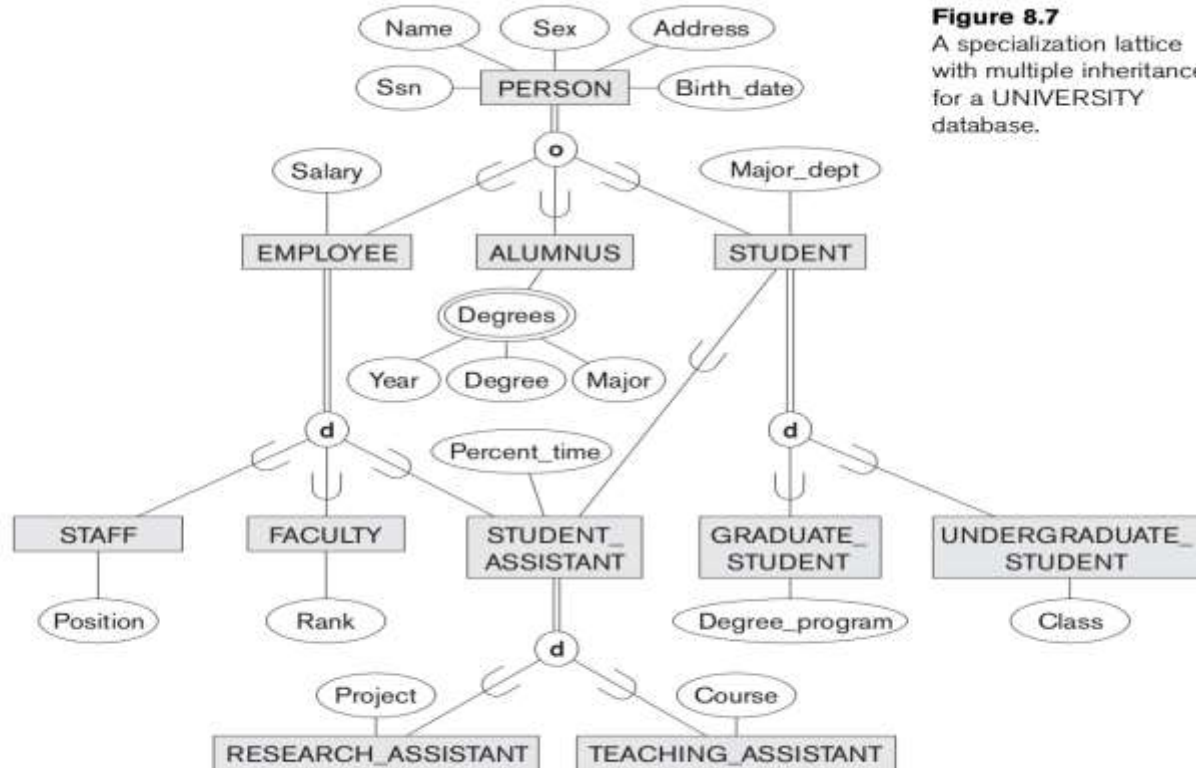 Figure 8.7
A specialization lattice
with multiple inheritance
for a UNIVERSITY
database.
Name
Sex
Address
Ssn
PERSON
Birth_date
o
Salary
Major_dept
EMPLOYEE
ALUMNUS
STUDENT
Degrees
Year
Degree
Major
d
d
Percent_time
STAFF
FACULTY
STUDENT_
ASSISTANT
GRADUATE_
STUDENT
UNDERGRADUATE_
STUDENT
Position
Rank
Degree_program
Class
d
Project
Course
RESEARCH_ASSISTANT
TEACHING_ASSISTANT